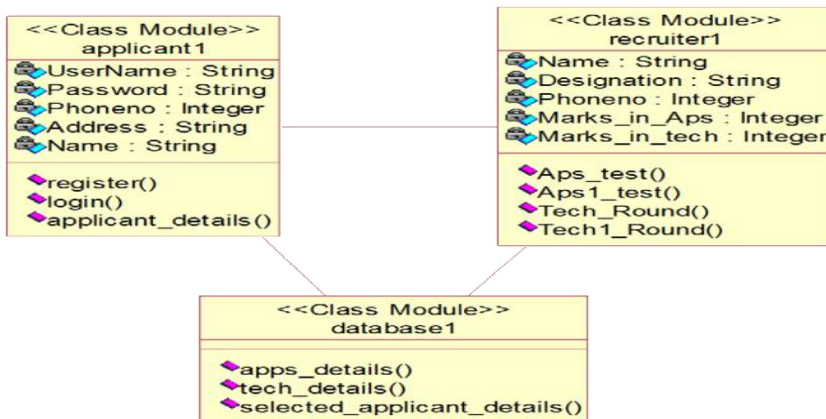 <<Class Module>>
applicant1
UserName : String
Password : String
Phoneno : Integer
Address : String
Name : String
register()
login()
applicant_details()
<<Class Module>>
recruiter1
Name : String
Designation : String
Phoneno : Integer
Marks_in_Aps : Integer
Marks_in_tech : Integer
Aps_test()
Aps1_test()
Tech_Round()
Tech1_Round()
<<Class Module>>
database1
apps_details()
tech_details()
selected_applicant_details()